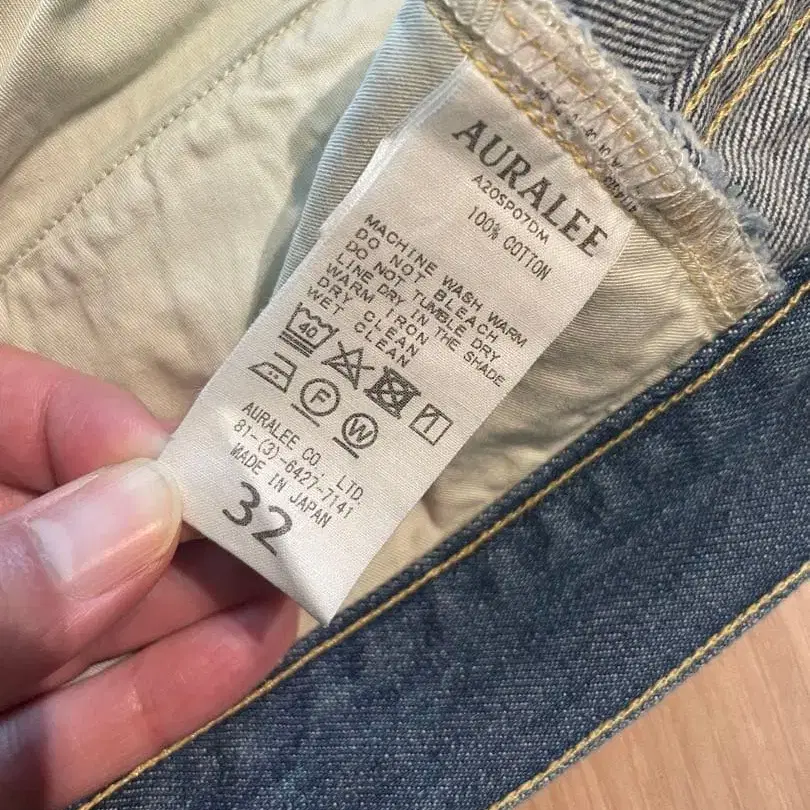 AURALEE
A20SP07DM
100% COTTON
MACHINE WASH WARM
DO NOT BLEACH
DO NOT TUMBLE DRY
LINE DRY IN THE SHADE
WARM IRON
DRY CLEAN
WET CLEAN
40
F
W
AURALEE CO., LTD.
81-(3)-6427-7141
MADE IN JAPAN
32